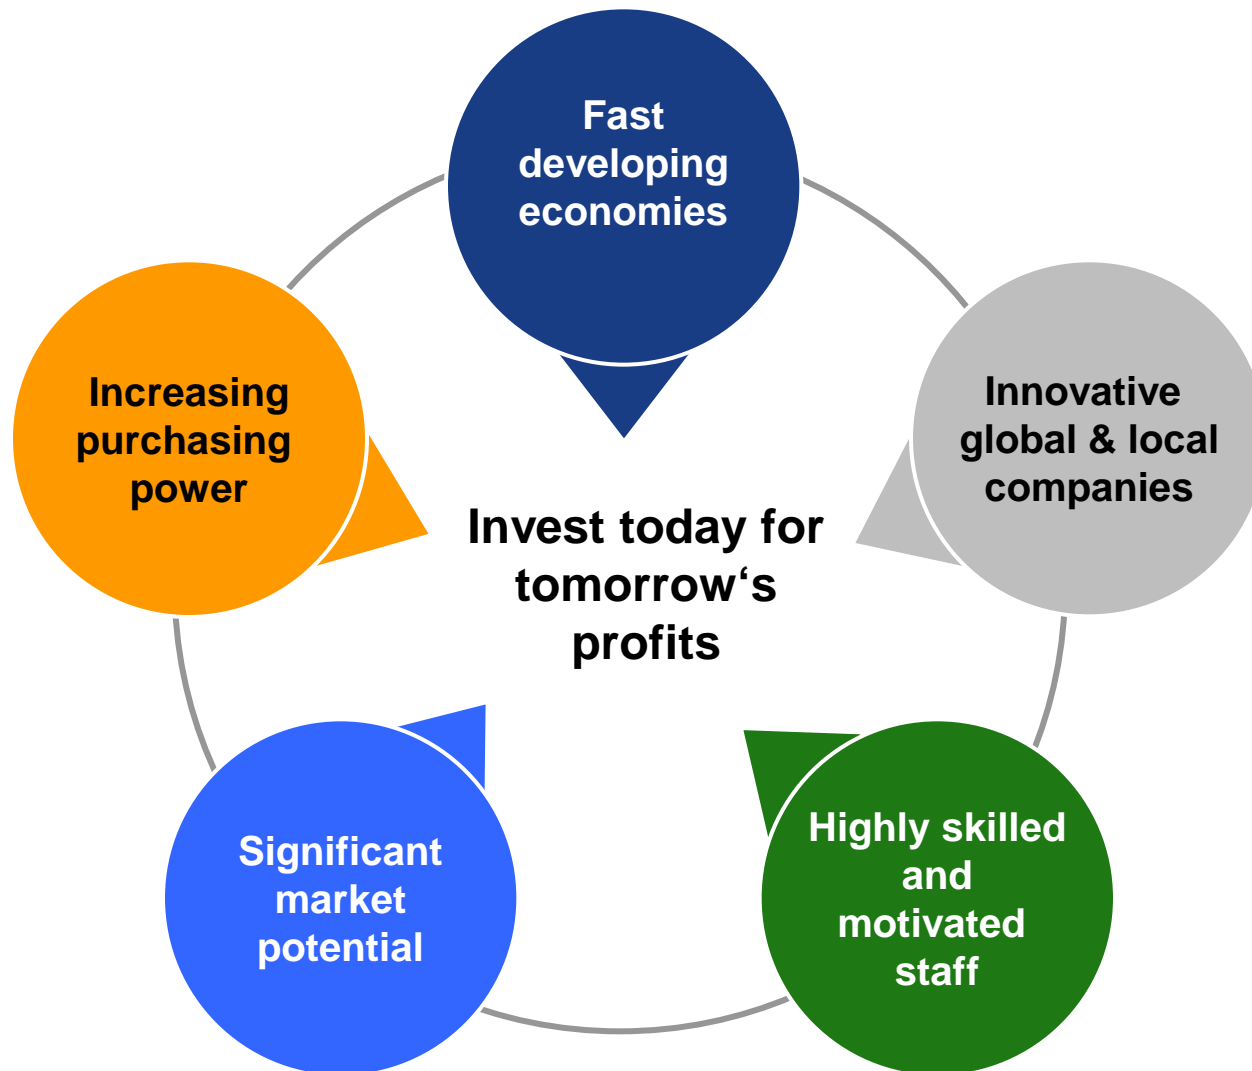 Fast
developing
economies
Innovative
global & local
companies
Highly skilled
and
motivated
staff
Significant
market
potential
Increasing
purchasing
power
Invest today for
tomorrow‘s
profits